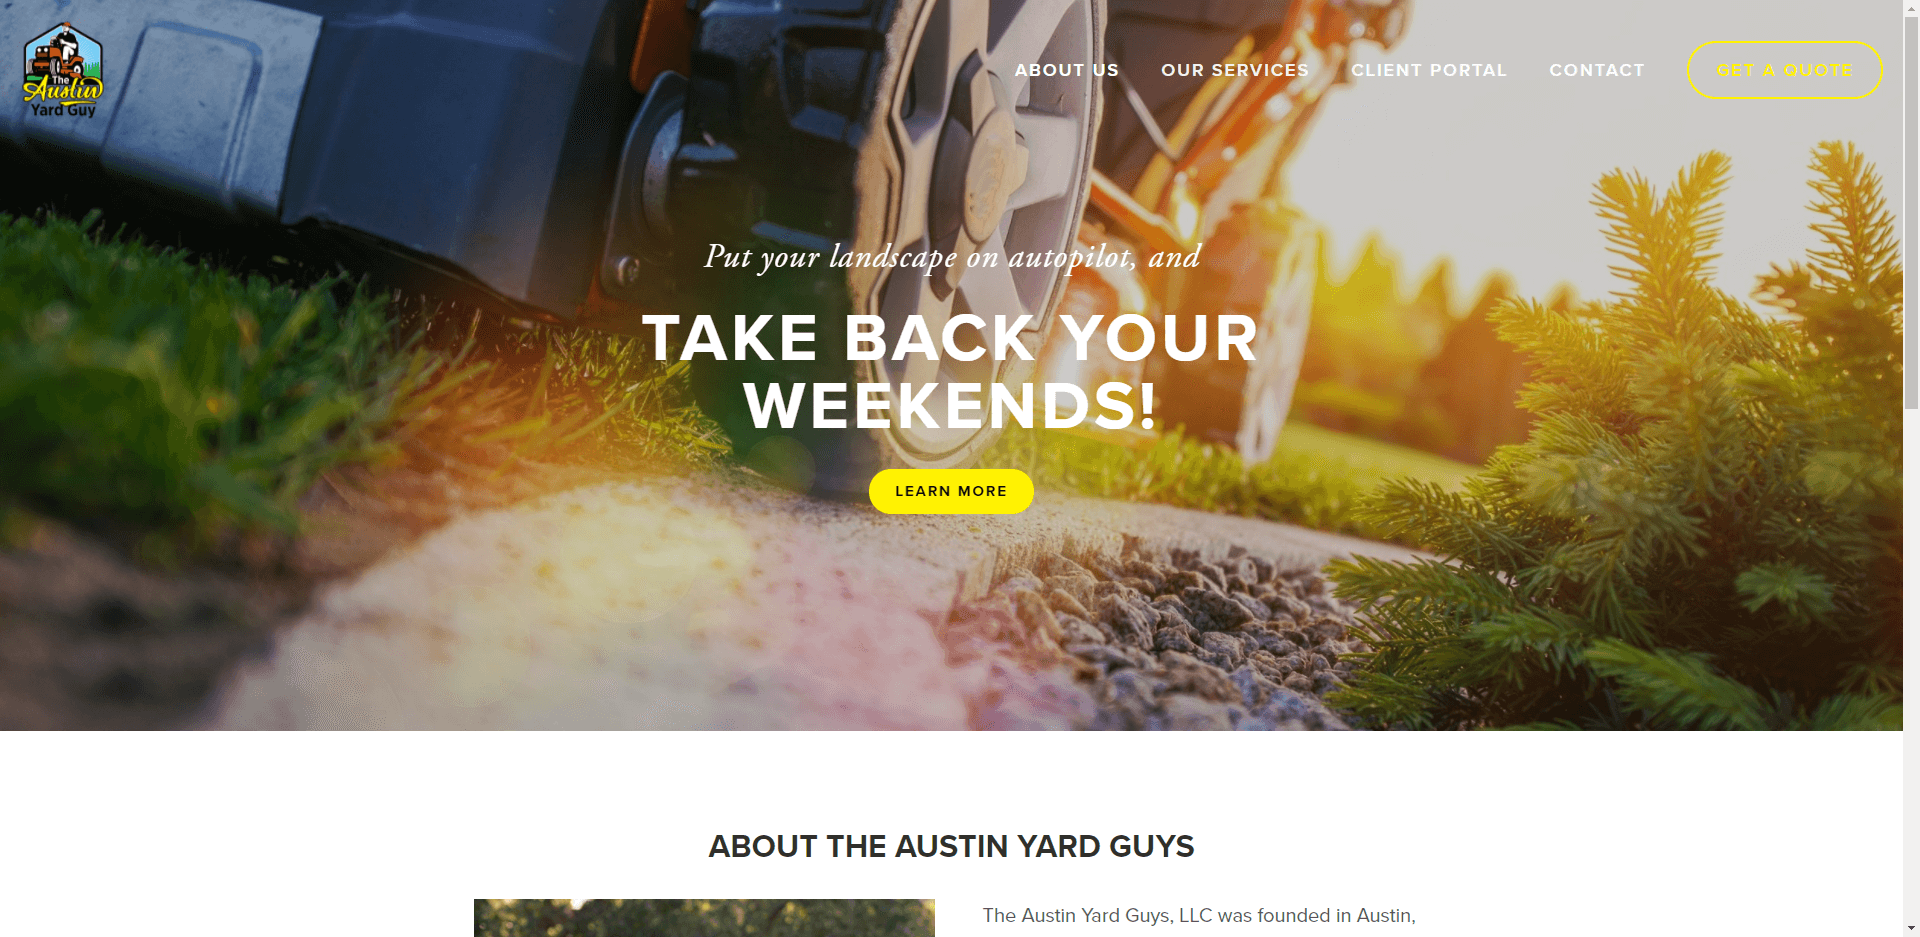 The
Austin
Yard Guy
ABOUT US
OUR SERVICES
CLIENT PORTAL
CONTACT
GET A QUOTE
Put your landscape on autopilot, and
TAKE BACK YOUR
WEEKENDS!
LEARN MORE
ABOUT THE AUSTIN YARD GUYS
The Austin Yard Guys, LLC was founded in Austin,